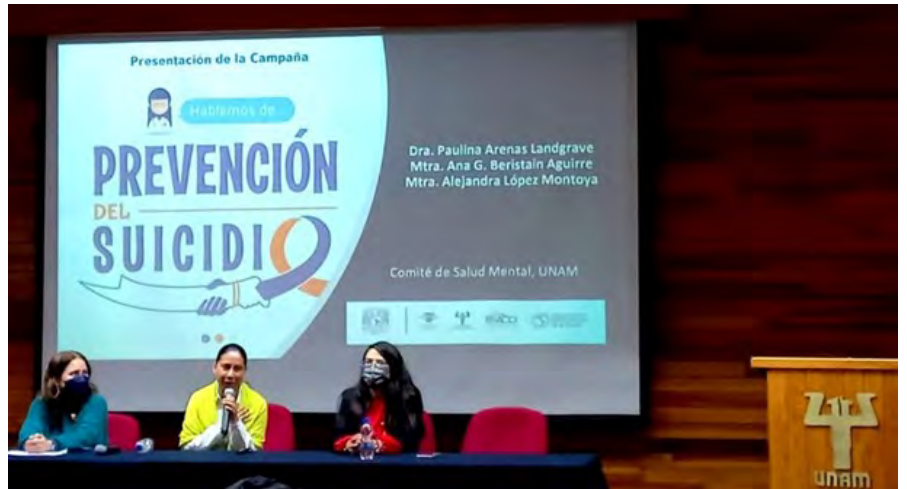 Presentación de la Campaña
Hablemos de...
PREVENCIÓN
DEL
SUICIDIO
Dra. Paulina Arenas Landgrave
Mtra. Ana G. Beristain Aguirre
Mtra. Alejandra López Montoya
Comité de Salud Mental, UNAM
unam